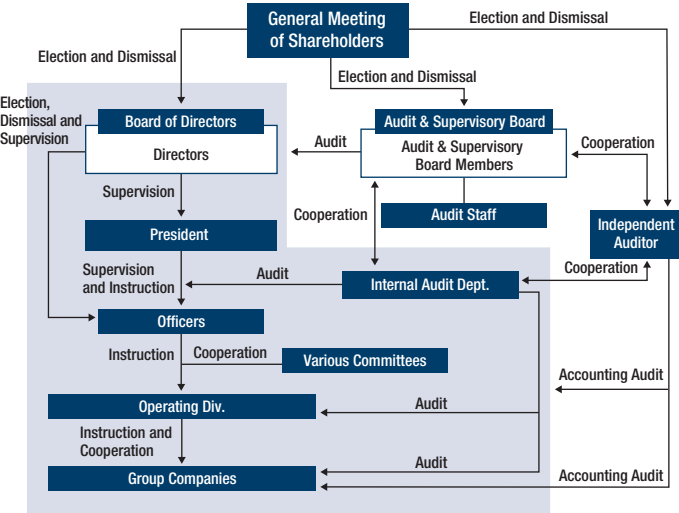 General Meeting
of Shareholders
Election and Dismissal
Election and Dismissal
Election and Dismissal
Election,
Dismissal and
Supervision
Board of Directors
Directors
Audit
Audit & Supervisory Board
Audit & Supervisory
Board Members
Cooperation
Supervision
Cooperation
Audit Staff
President
Independent
Auditor
Supervision
and Instruction
Audit
Internal Audit Dept.
Cooperation
Officers
Instruction
Cooperation
Various Committees
Accounting Audit
Operating Div.
Audit
Instruction and
Cooperation
Audit
Group Companies
Accounting Audit